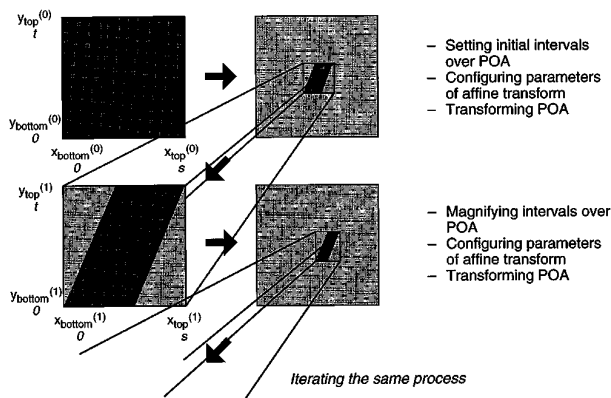 y_top(0)
t
y_bottom(0)
0
x_bottom(0)
0
x_top(0)
s
– Setting initial intervals
over POA
– Configuring parameters
of affine transform
– Transforming POA
y_top(1)
t
y_bottom(1)
0
x_bottom(1)
0
x_top(1)
s
– Magnifying intervals over
POA
– Configuring parameters
of affine transform
– Transforming POA
Iterating the same process